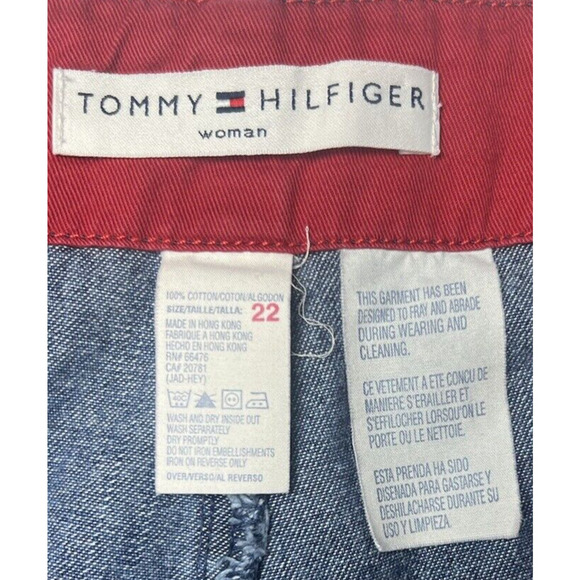 TOMMY HILFIGER
woman
100% COTTON/COTON/ALGODON
SIZE/TAILLE/TALLA: 22
MADE IN HONG KONG
FABRIQUE A HONG KONG
HECHO EN HONG KONG
RN# 66476
CA# 20781
(JAD-HEY)
WASH AND DRY INSIDE OUT
WASH SEPARATELY
DRY PROMPTLY
DO NOT IRON EMBELLISHMENTS
IRON ON REVERSE ONLY
OVER/VERSO/AL REVERSO
THIS GARMENT HAS BEEN
DESIGNED TO FRAY AND ABRADE
DURING WEARING AND
CLEANING.
CE VETEMENT A ETE CONCU DE
MANIERE S'ERAILLER ET
S'EFFILOCHER LORSQU'ON LE
PORTE OU LE NETTOIE.
ESTA PRENDA HA SIDO
DISENADA PARA GASTARSE Y
DESHILACHARSE DURANTE SU
USO Y LIMPIEZA.